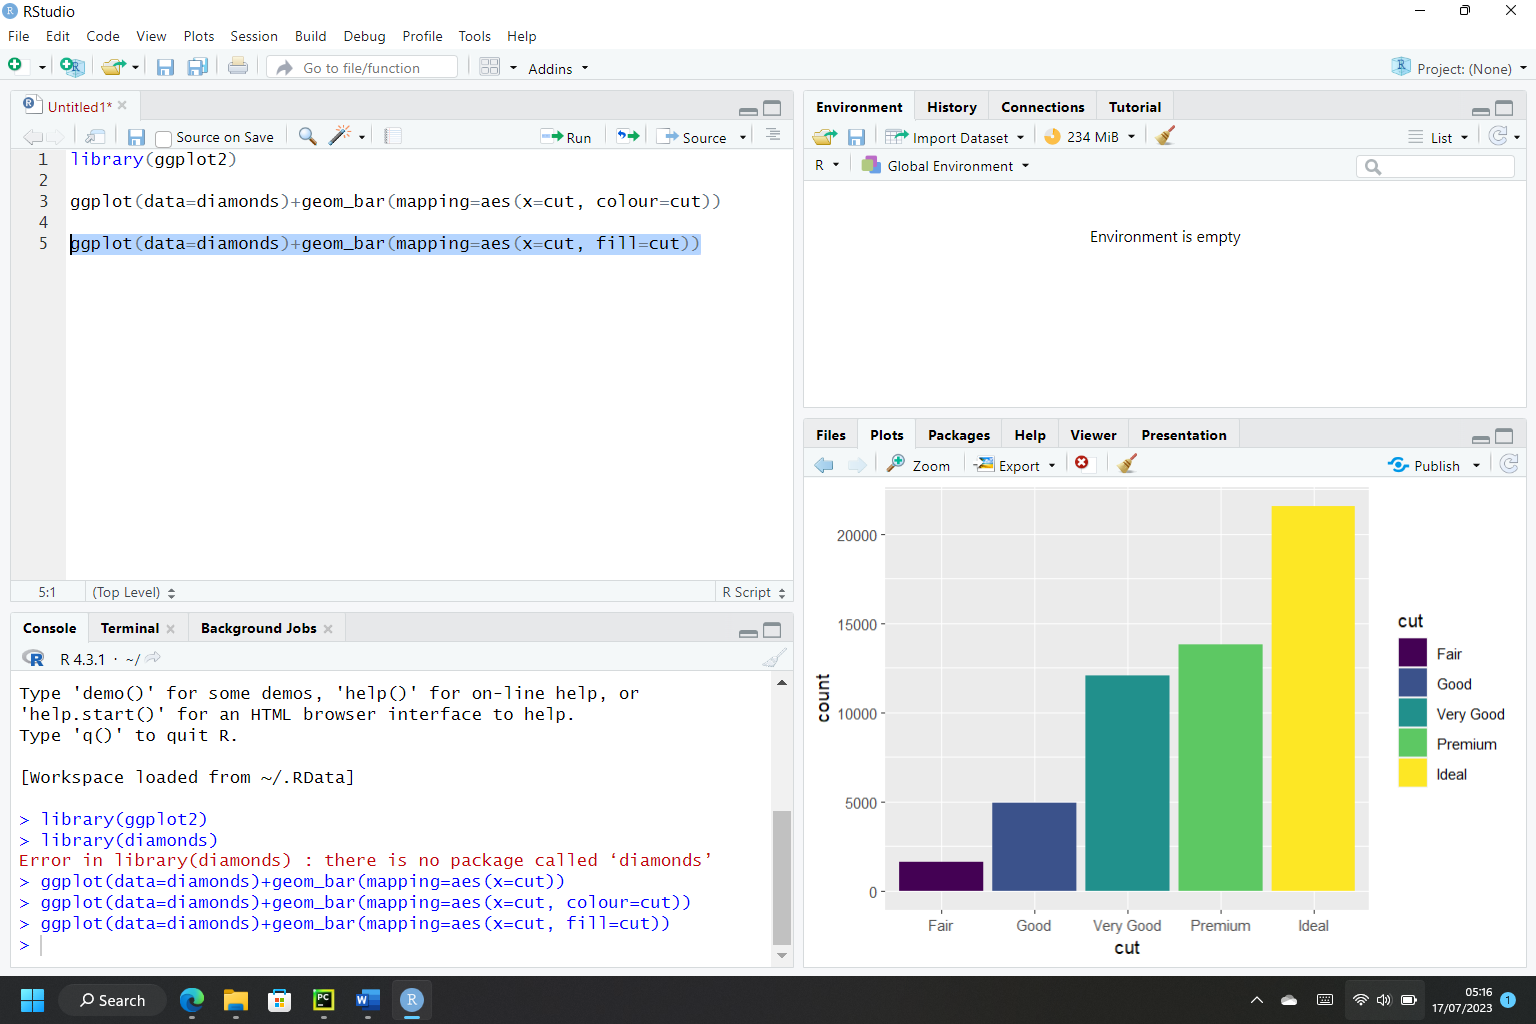 RStudio
File Edit Code View Plots Session Build Debug Profile Tools Help
Go to file/function Addins Project: (None)
Untitled1*
Source on Save Run Source
1 library(ggplot2)
2
3 ggplot(data=diamonds)+geom_bar(mapping=aes(x=cut, colour=cut))
4
5 ggplot(data=diamonds)+geom_bar(mapping=aes(x=cut, fill=cut))
5:1 (Top Level) R Script
Console Terminal Background Jobs
R 4.3.1 · ~/
Type 'demo()' for some demos, 'help()' for on-line help, or
'help.start()' for an HTML browser interface to help.
Type 'q()' to quit R.
[Workspace loaded from ~/.RData]
> library(ggplot2)
> library(diamonds)
Error in library(diamonds) : there is no package called ‘diamonds’
> ggplot(data=diamonds)+geom_bar(mapping=aes(x=cut))
> ggplot(data=diamonds)+geom_bar(mapping=aes(x=cut, colour=cut))
> ggplot(data=diamonds)+geom_bar(mapping=aes(x=cut, fill=cut))
>
Environment History Connections Tutorial
Import Dataset 234 MiB List
R Global Environment
Environment is empty
Files Plots Packages Help Viewer Presentation
Zoom Export Publish
20000
15000
10000
5000
0
count
Fair Good Very Good Premium Ideal
cut
cut
Fair
Good
Very Good
Premium
Ideal
Search
PC
W
R
05:16
17/07/2023
1